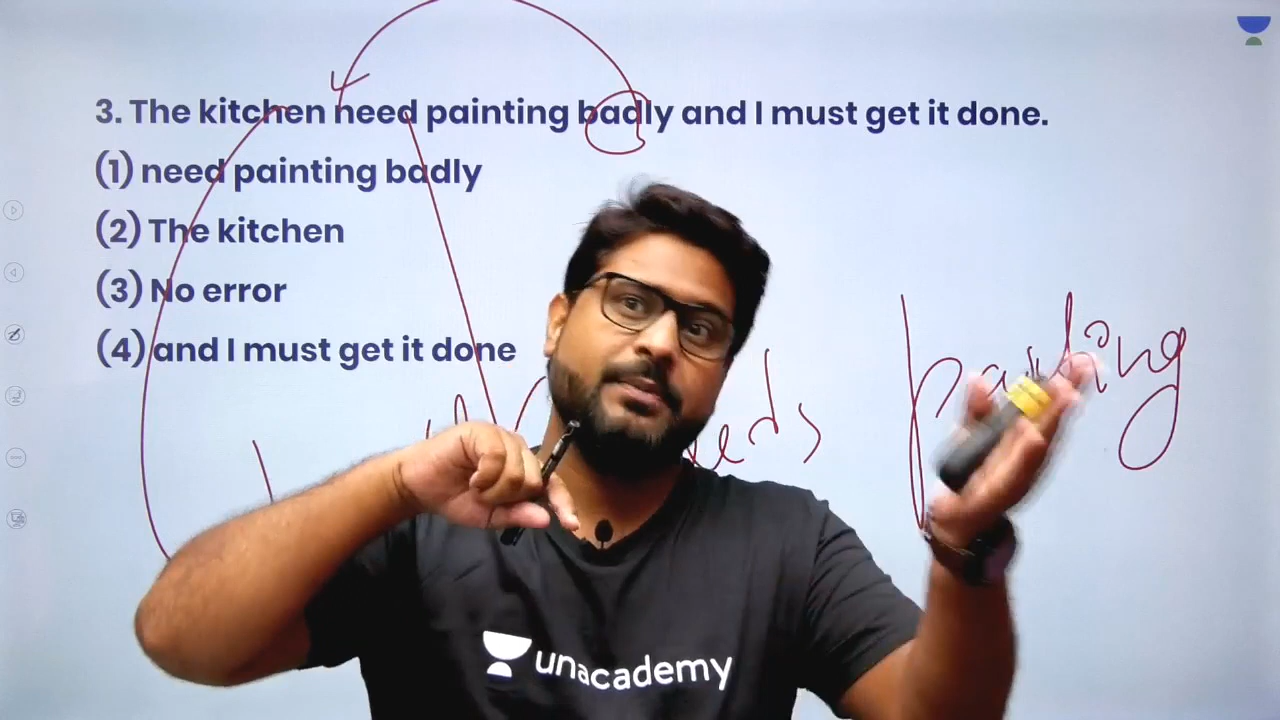 3. The kitchen need painting badly and I must get it done.
(1) need painting badly
(2) The kitchen
(3) No error
(4) and I must get it done
painting
unacademy